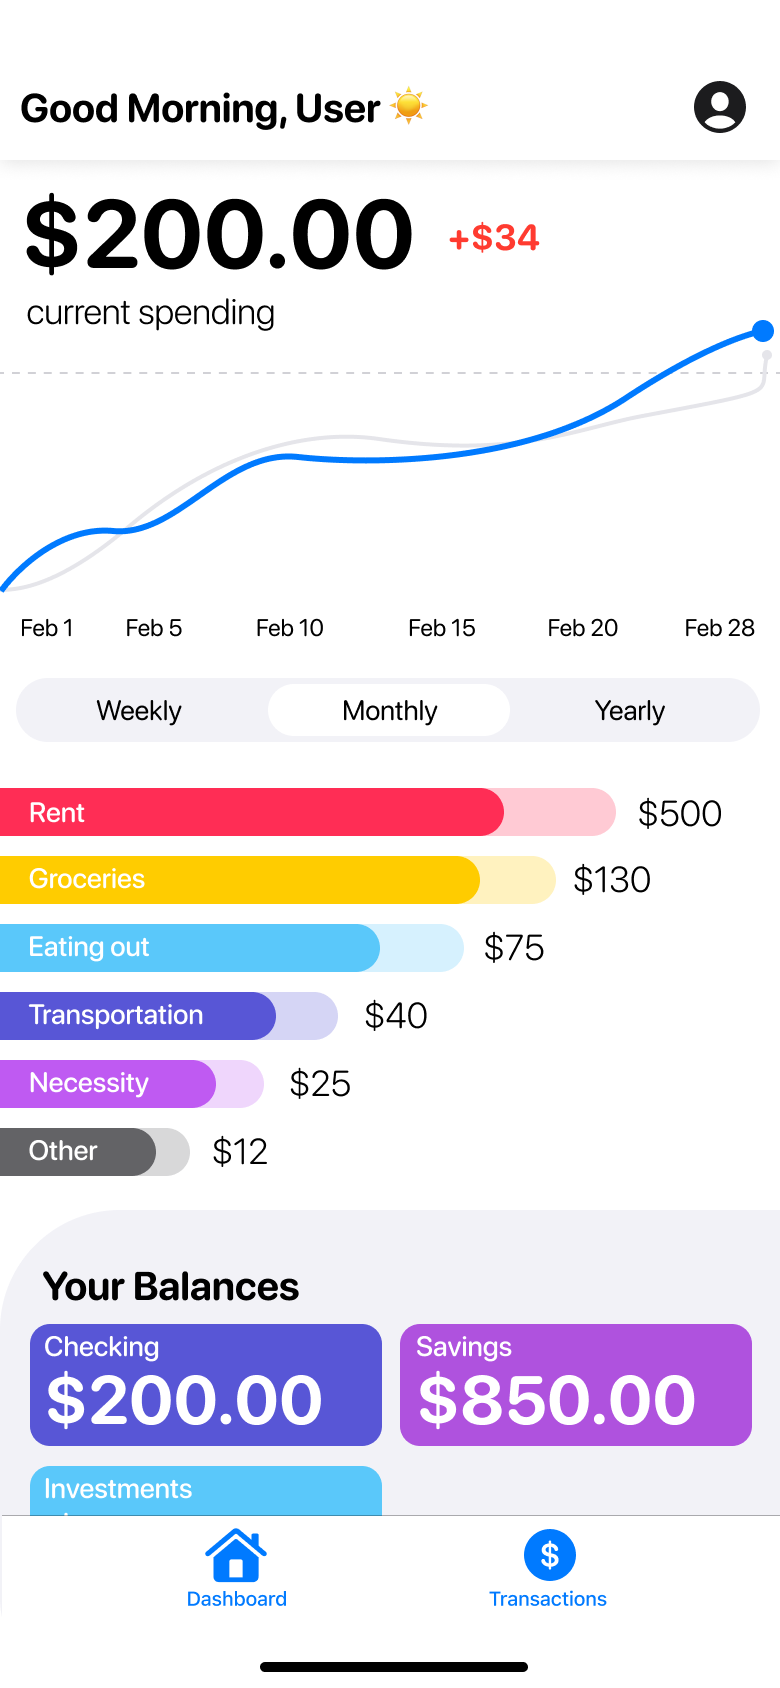 Good Morning, User
$200.00 +$34
current spending
Feb 1 Feb 5 Feb 10 Feb 15 Feb 20 Feb 28
Weekly Monthly Yearly
Rent $500
Groceries $130
Eating out $75
Transportation $40
Necessity $25
Other $12
Your Balances
Checking Savings
$200.00 $850.00
Investments
$
Dashboard Transactions